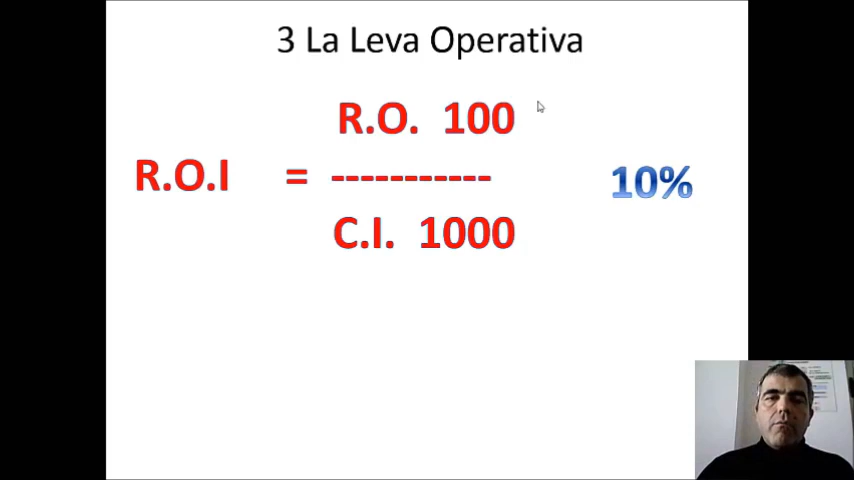 3 La Leva Operativa
R.O. 100
R.O.I = ----------- 10%
C.I. 1000